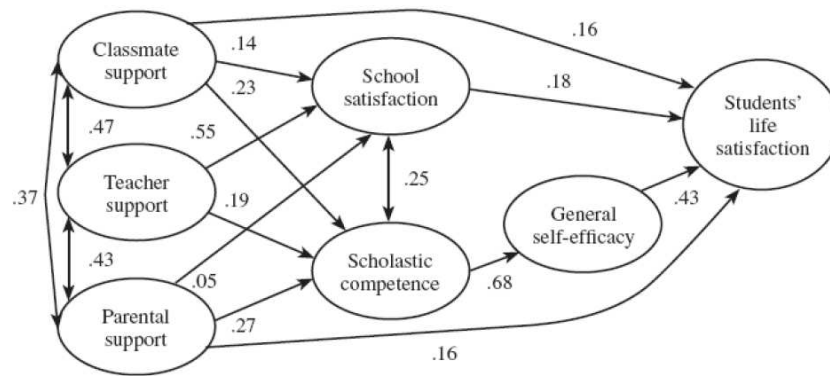 Classmate
support
.14
.16
School
satisfaction
.23
.18
Students'
life
satisfaction
.47
.55
.37
Teacher
support
.19
.25
General
self-efficacy
.43
.43
.05
Scholastic
competence
.68
Parental
support
.27
.16